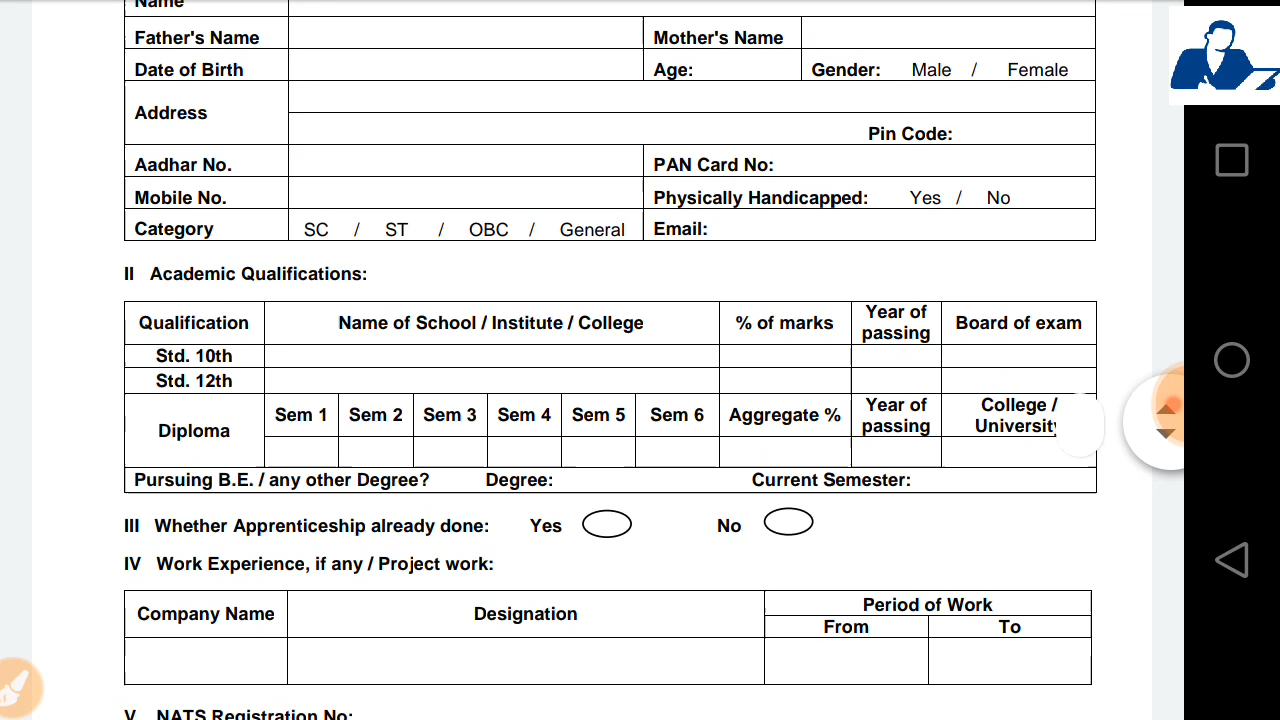 Name
Father's Name Mother's Name
Date of Birth Age: Gender: Male / Female
Address
Pin Code:
Aadhar No. PAN Card No:
Mobile No. Physically Handicapped: Yes / No
Category SC / ST / OBC / General Email:
II Academic Qualifications:
Qualification Name of School / Institute / College % of marks Year of passing Board of exam
Std. 10th
Std. 12th
Diploma Sem 1 Sem 2 Sem 3 Sem 4 Sem 5 Sem 6 Aggregate % Year of passing College / University
Pursuing B.E. / any other Degree? Degree: Current Semester:
III Whether Apprenticeship already done: Yes No
IV Work Experience, if any / Project work:
Company Name Designation Period of Work
From To
V NATS Registration No: